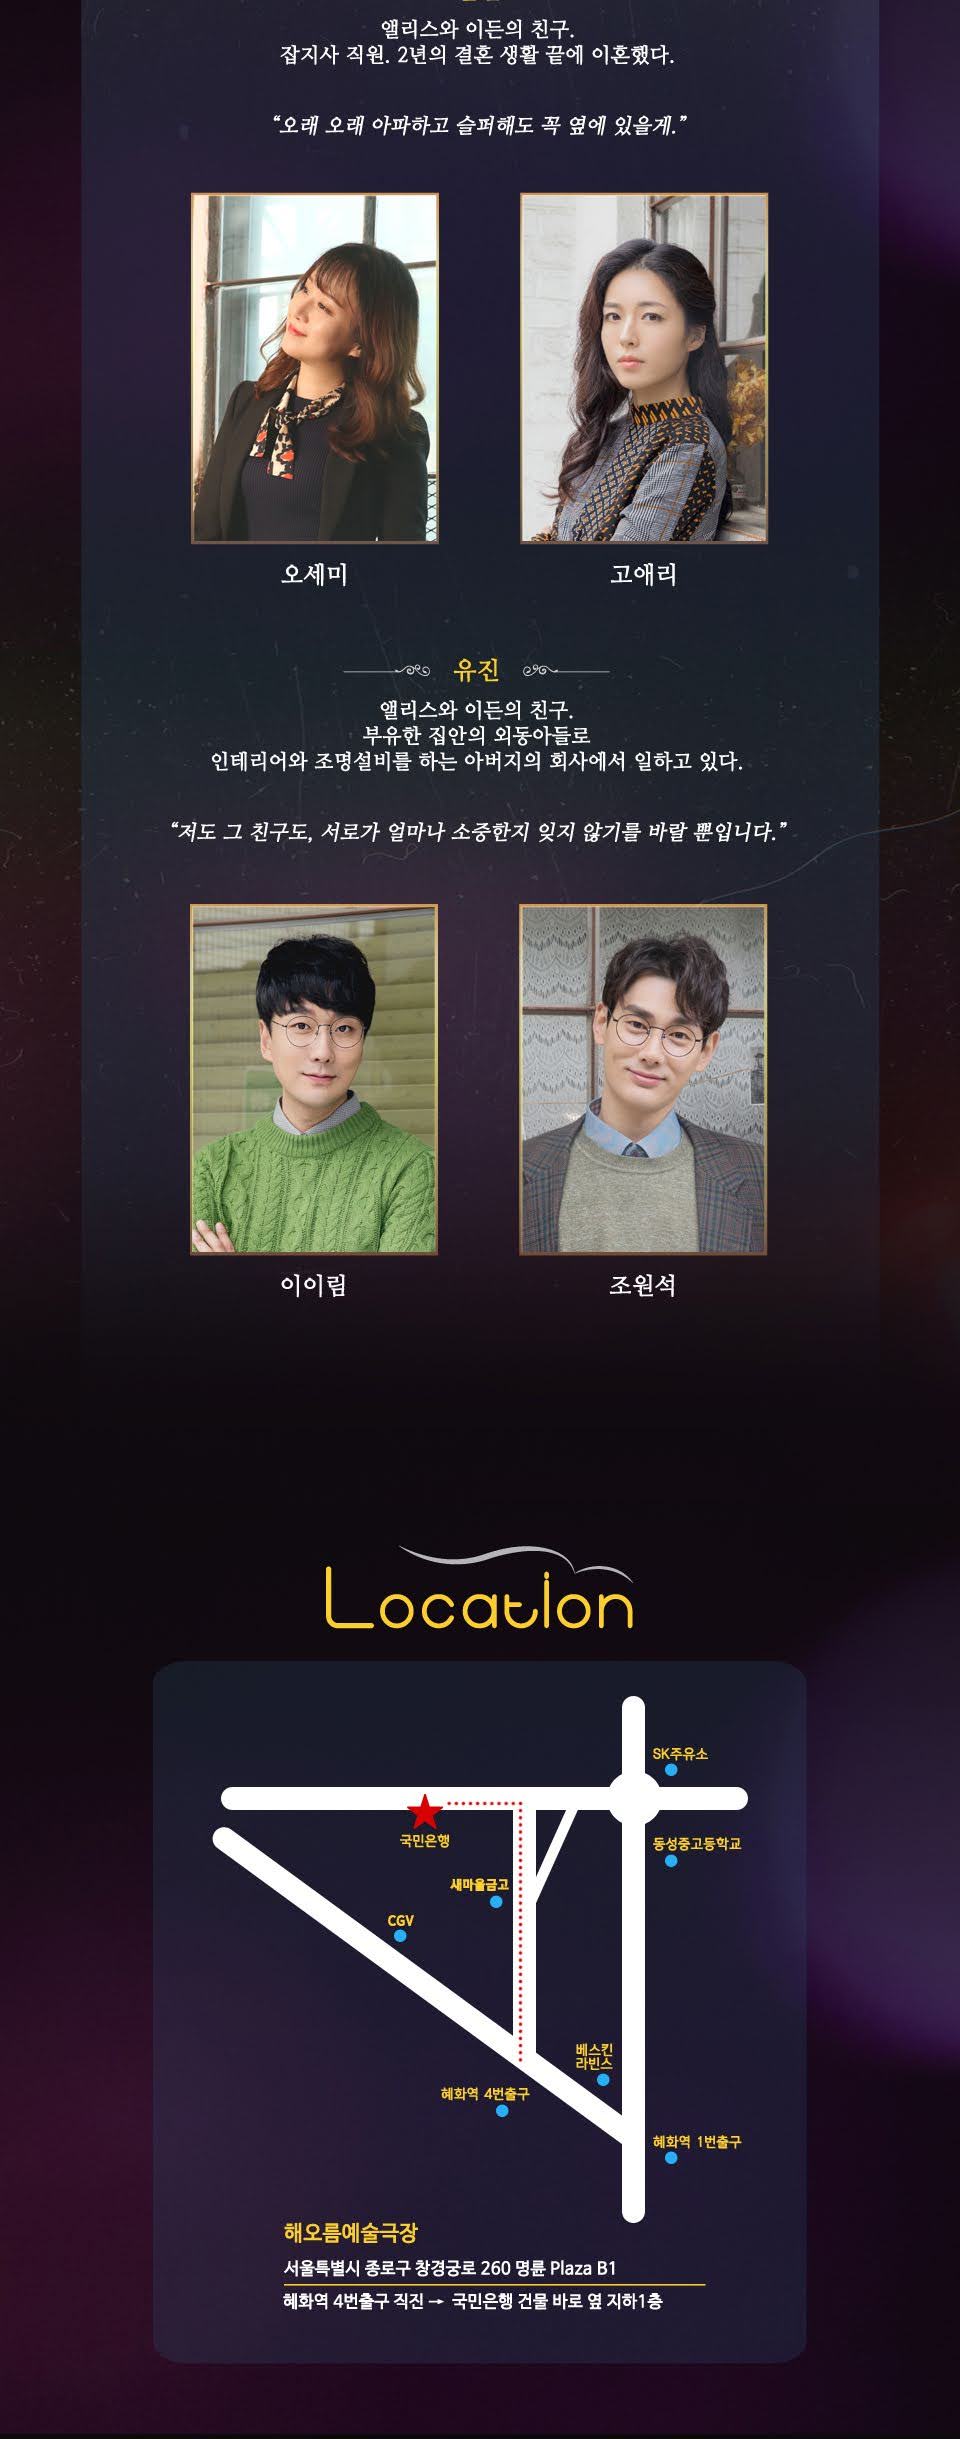 앨리스와 이든의 친구.
잡지사 직원. 2년의 결혼 생활 끝에 이혼했다.
“오래 오래 아파하고 슬퍼해도 꼭 옆에 있을게.”
오세미
고애리
유진
앨리스와 이든의 친구.
부유한 집안의 외동아들로
인테리어와 조명설비를 하는 아버지의 회사에서 일하고 있다.
“저도 그 친구도, 서로가 얼마나 소중한지 잊지 않기를 바랄 뿐입니다.”
이이림
조원석
Location
SK주유소
국민은행
동성중고등학교
새마을금고
CGV
베스킨
라빈스
혜화역 4번출구
혜화역 1번출구
해오름예술극장
서울특별시 종로구 창경궁로 260 명륜 Plaza B1
혜화역 4번출구 직진 → 국민은행 건물 바로 옆 지하1층